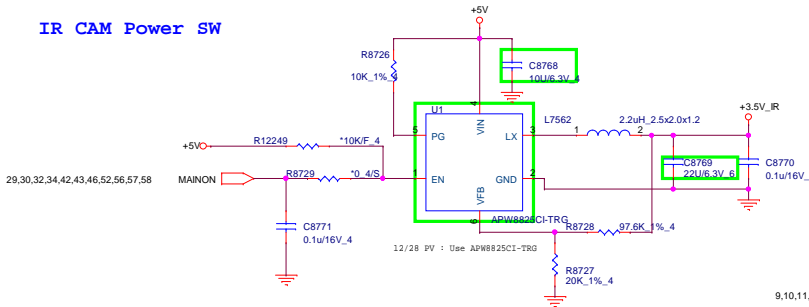 IR CAM Power SW
+5V
R8726
10K_1%_4
C8768
10U/6.3V_4
U1
4
VIN
5
PG
LX
3
L7562
2.2uH_2.5x2.0x1.2
1
2
+3.5V_IR
+5V
R12249
*10K/F_4
29,30,32,34,42,43,46,52,56,57,58
MAINON
R8729
*0_4/S
1
EN
GND
2
VFB
6
C8769
22U/6.3V_6
C8770
0.1u/16V_
C8771
0.1u/16V_4
APW8825CI-TRG
R8728
97.6K_1%_4
12/28 PV : Use APW8825CI-TRG
R8727
20K_1%_4
9,10,11,